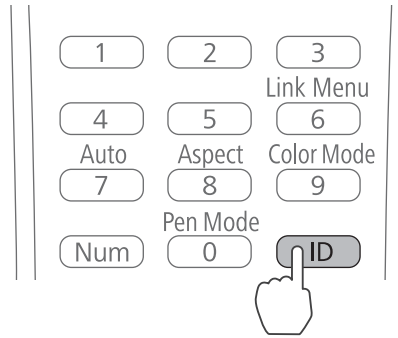 1 2 3
Link Menu
4 5 6
Auto Aspect Color Mode
7 8 9
Pen Mode
Num 0 ID